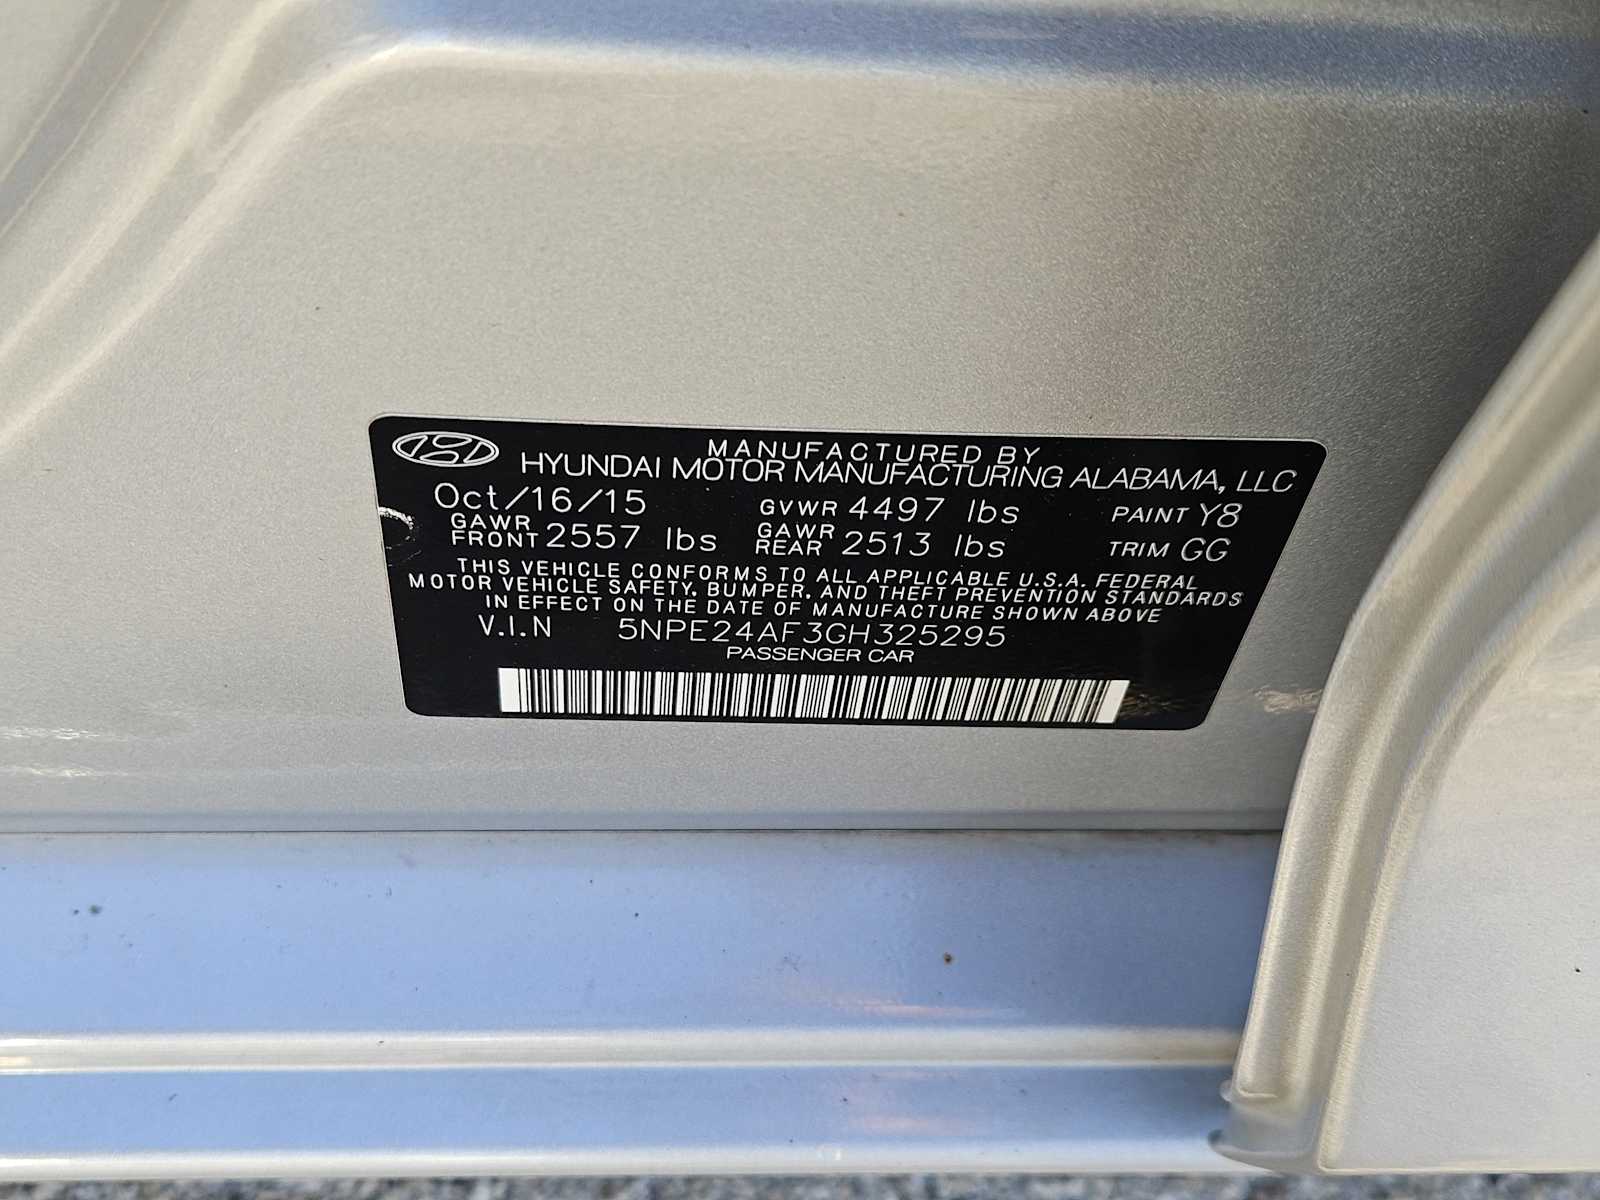 MANUFACTURED BY
HYUNDAI MOTOR MANUFACTURING ALABAMA, LLC
Oct/16/15 GVWR 4497 lbs PAINT Y8
GAWR FRONT 2557 lbs GAWR REAR 2513 lbs TRIM GG
THIS VEHICLE CONFORMS TO ALL APPLICABLE U.S.A. FEDERAL
MOTOR VEHICLE SAFETY, BUMPER, AND THEFT PREVENTION STANDARDS
IN EFFECT ON THE DATE OF MANUFACTURE SHOWN ABOVE
V.I.N 5NPE24AF3GH325295
PASSENGER CAR